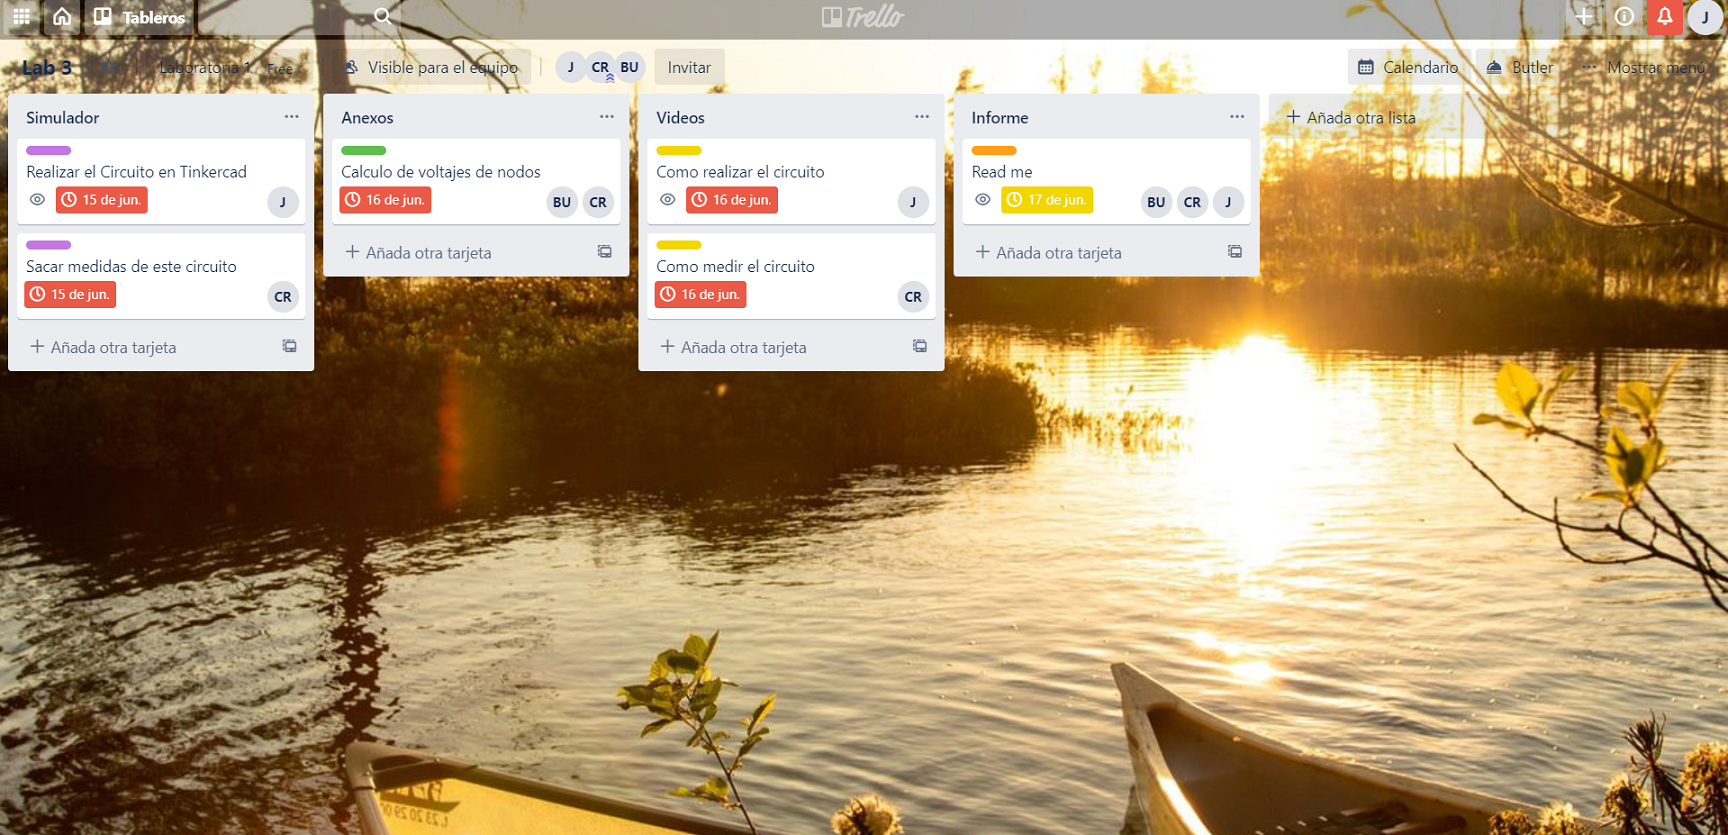 Tableros
Trello
J
Lab 3
Laboratoria 1
Free
Visible para el equipo
J CR BU
Invitar
Calendario
Butler
Mostrar menú
Simulador
Realizar el Circuito en Tinkercad
15 de jun.
J
Sacar medidas de este circuito
15 de jun.
CR
+ Añada otra tarjeta
Anexos
Calculo de voltajes de nodos
16 de jun.
BU CR
+ Añada otra tarjeta
Videos
Como realizar el circuito
16 de jun.
J
Como medir el circuito
16 de jun.
CR
+ Añada otra tarjeta
Informe
Read me
17 de jun.
BU CR J
+ Añada otra tarjeta
+ Añada otra lista